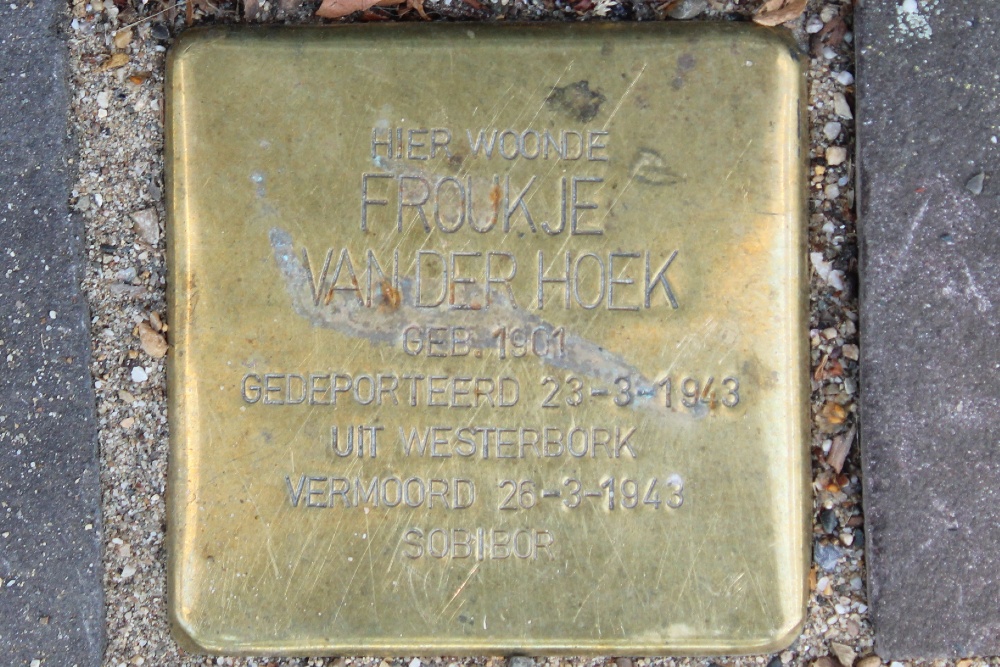 HIER WOONDE
FROUKJE
VAN DER HOEK
GEB. 1901
GEDEPORTEERD 23-3-1943
UIT WESTERBORK
VERMOORD 26-3-1943
SOBIBOR